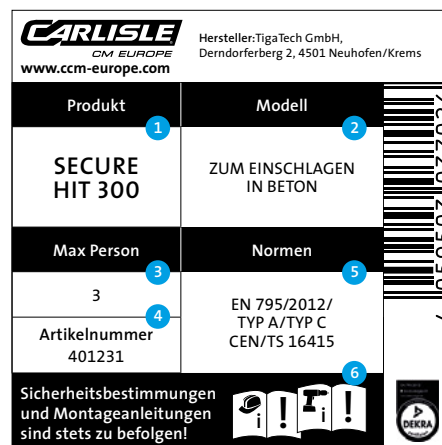 CARLISLE
CM EUROPE
www.ccm-europe.com
Hersteller:TigaTech GmbH,
Derndorferberg 2, 4501 Neuhofen/Krems
Produkt
Modell
1
2
SECURE
HIT 300
ZUM EINSCHLAGEN
IN BETON
Max Person
Normen
3
5
3
4
Artikelnummer
401231
EN 795/2012/
TYP A/TYP C
CEN/TS 16415
6
Sicherheitsbestimmungen
und Montageanleitungen
sind stets zu befolgen!
i ! i !
DEKRA